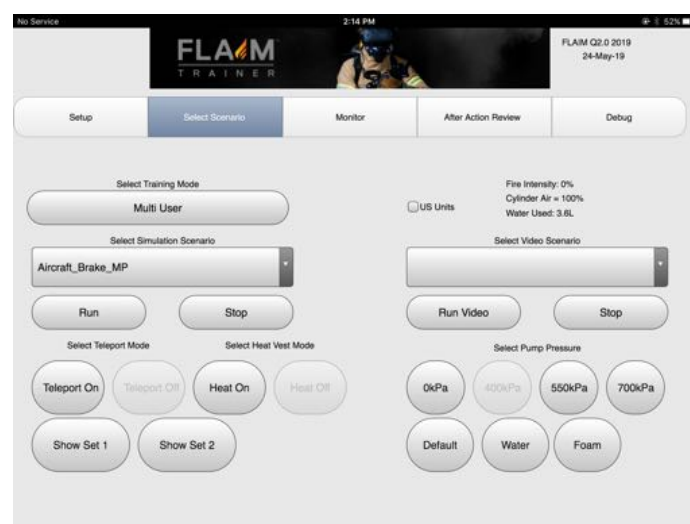 No Service 2:14 PM 52%
FLAIM
TRAINER
FLAIM Q2.0 2019
24-May-19
Setup Select Scenario Monitor After Action Review Debug
Select Training Mode
Multi User
US Units
Fire Intensity: 0%
Cylinder Air = 100%
Water Used: 3.6L
Select Simulation Scenario
Aircraft_Brake_MP
Select Video Scenario
Run Stop
Run Video Stop
Select Teleport Mode Select Heat Vest Mode
Select Pump Pressure
Teleport On Teleport Off Heat On Heat Off
0kPa 400kPa 550kPa 700kPa
Show Set 1 Show Set 2
Default Water Foam